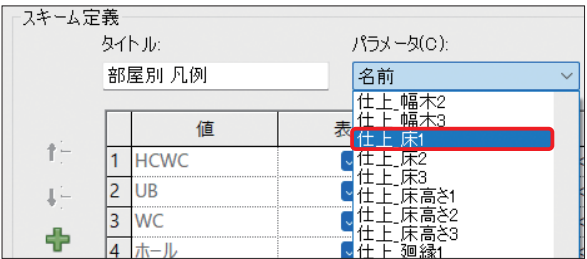 スキーム定義
タイトル: パラメータ(C):
部屋別 凡例 名前
仕上_幅木2
仕上_幅木3
値 表
仕上_床1
1 HCWC 仕上_床2
仕上_床3
2 UB 仕上_床高さ1
仕上_床高さ2
3 WC 仕上_床高さ3
4 ホール 仕上_廻縁1